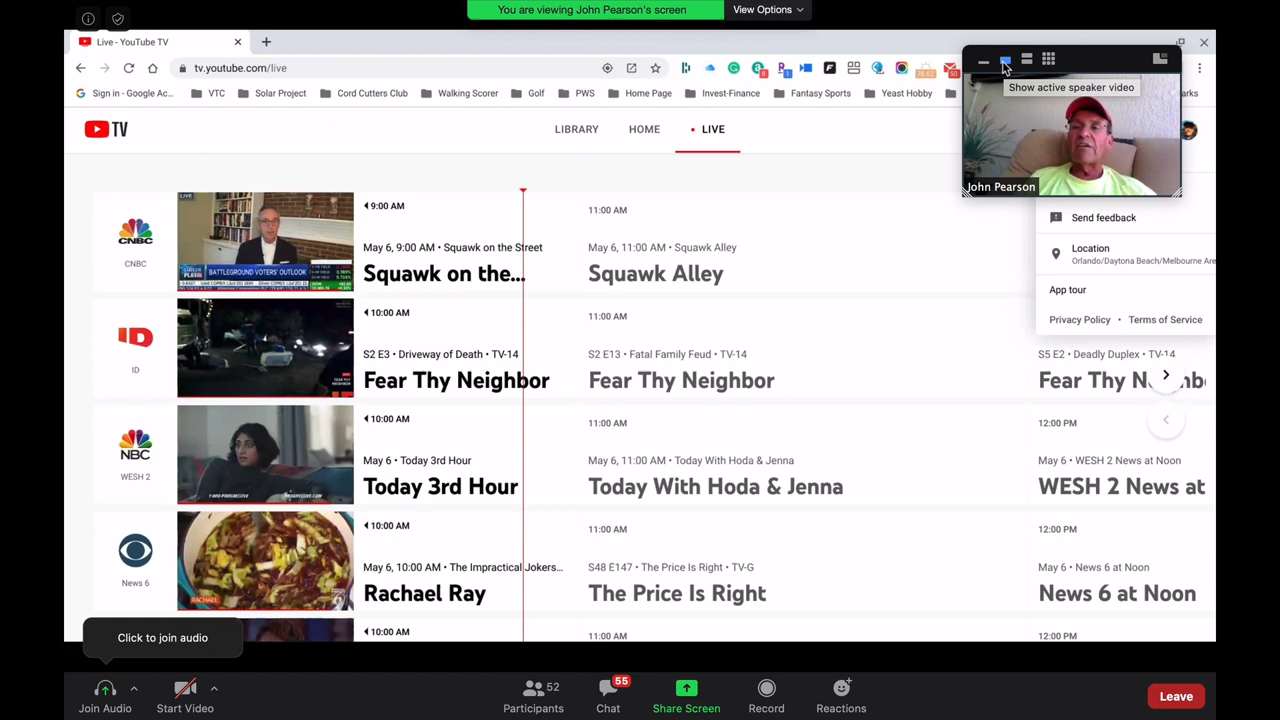 You are viewing John Pearson's screen
View Options
Live - YouTube TV
tv.youtube.com/live
Sign in - Google Ac...
VTC
Solar Project
Cord Cutters Club
Walking Scorer
Golf
PWS
Home Page
Invest-Finance
Fantasy Sports
Yeast Hobby
Show active speaker video
John Pearson
TV
LIBRARY
HOME
LIVE
Send feedback
Location
Orlando/Daytona Beach/Melbourne Are
App tour
Privacy Policy • Terms of Service
CNBC
CNBC
LIVE
BATTLEGROUND VOTERS' OUTLOOK
9:00 AM
May 6, 9:00 AM • Squawk on the Street
Squawk on the...
11:00 AM
May 6, 11:00 AM • Squawk Alley
Squawk Alley
ID
ID
10:00 AM
S2 E3 • Driveway of Death • TV-14
Fear Thy Neighbor
11:00 AM
S2 E13 • Fatal Family Feud • TV-14
Fear Thy Neighbor
S5 E2 • Deadly Duplex • TV-14
Fear Thy N
NBC
WESH 2
10:00 AM
May 6 • Today 3rd Hour
Today 3rd Hour
11:00 AM
May 6, 11:00 AM • Today With Hoda & Jenna
Today With Hoda & Jenna
12:00 PM
May 6 • WESH 2 News at Noon
WESH 2 News at
News 6
RACHAEL
10:00 AM
May 6, 10:00 AM • The Impractical Jokers...
Rachael Ray
11:00 AM
S48 E147 • The Price Is Right • TV-G
The Price Is Right
12:00 PM
May 6 • News 6 at Noon
News 6 at Noon
10:00 AM
11:00 AM
12:00 PM
Click to join audio
Join Audio
Start Video
52
Participants
55
Chat
Share Screen
Record
Reactions
Leave